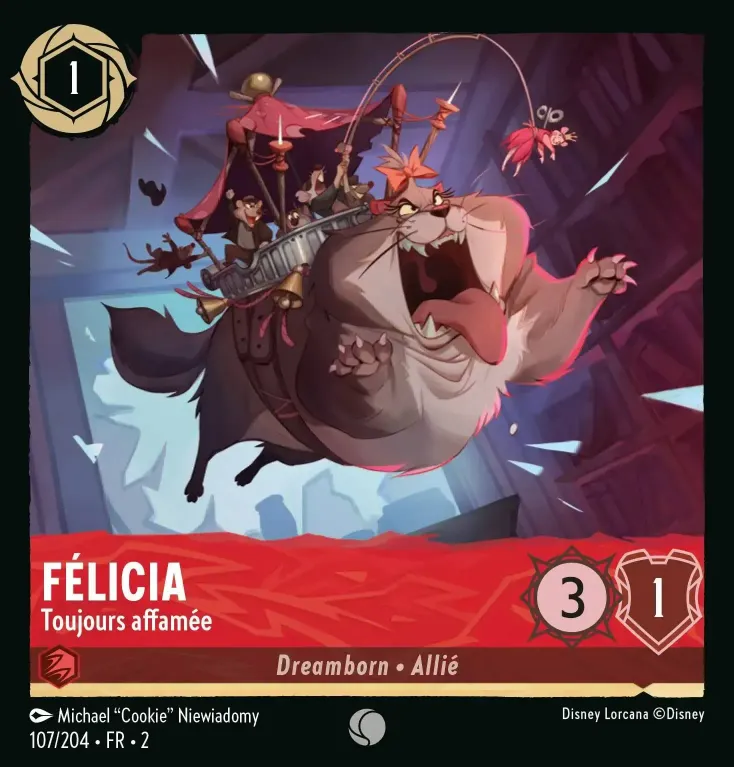 1
FÉLICIA
Toujours affamée
3
1
Dreamborn • Allié
Michael “Cookie” Niewiadomy
Disney Lorcana ©Disney
107/204 • FR • 2